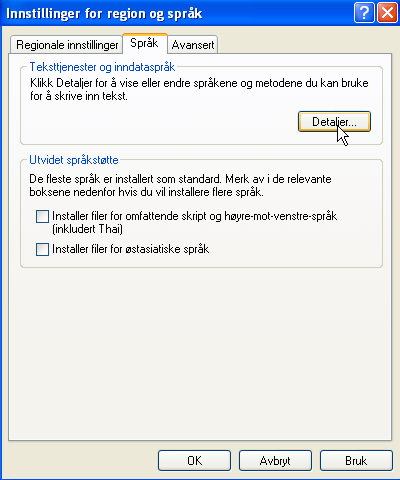 Innstillinger for region og språk
Regionale innstillinger
Språk
Avansert
Teksttjenester og inndataspråk
Klikk Detaljer for å vise eller endre språkene og metodene du kan bruke
for å skrive inn tekst.
Detaljer...
Utvidet språkstøtte
De fleste språk er installert som standard. Merk av i de relevante
boksene nedenfor hvis du vil installere flere språk.
Installer filer for omfattende skript og høyre-mot-venstre-språk
(inkludert Thai)
Installer filer for østasiatiske språk
OK
Avbryt
Bruk